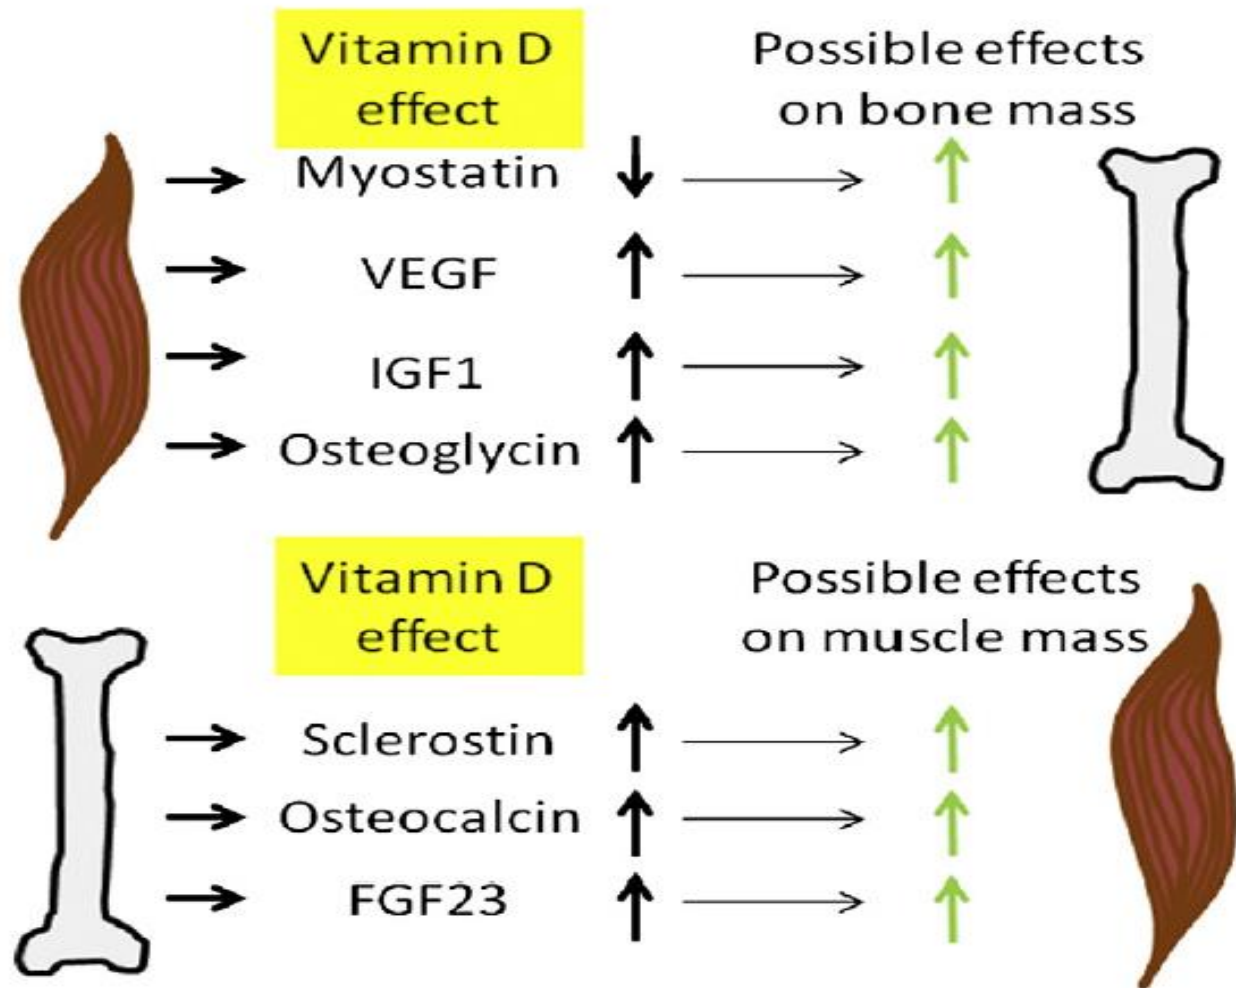 Vitamin D
effect
Possible effects
on bone mass
Myostatin
VEGF
IGF1
Osteoglycin
Vitamin D
effect
Possible effects
on muscle mass
Sclerostin
Osteocalcin
FGF23